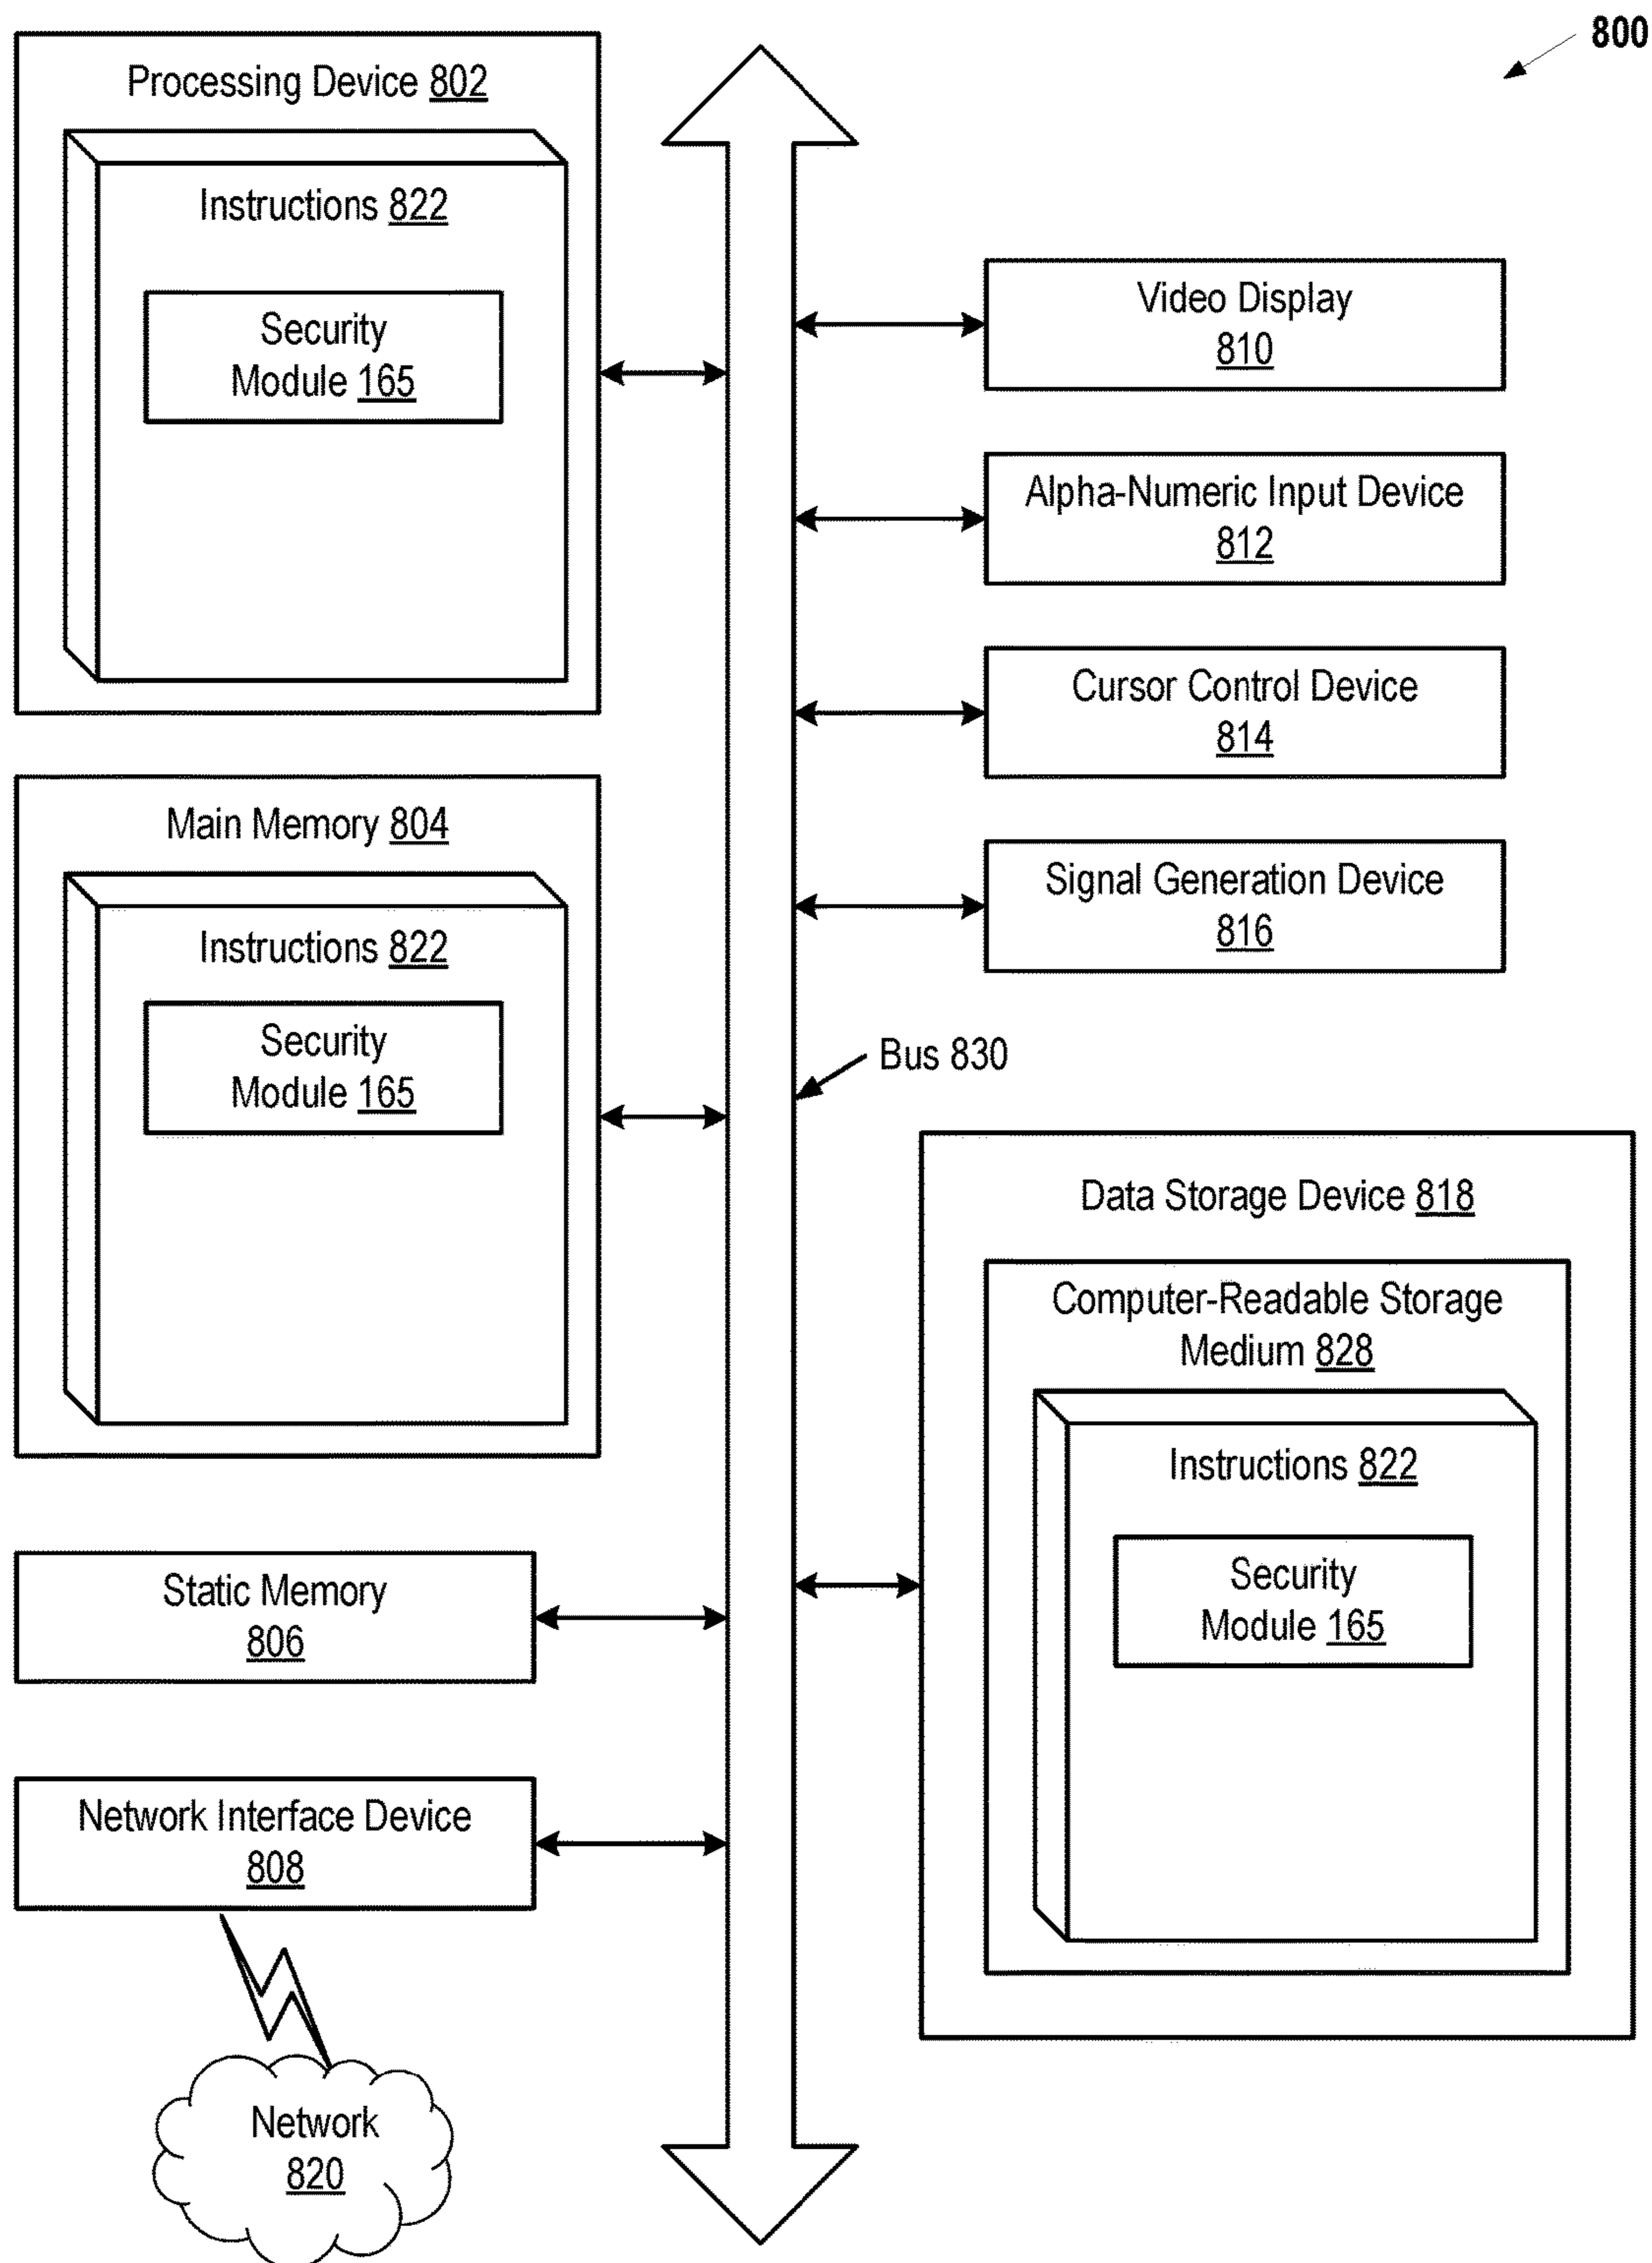 800
Processing Device 802
Instructions 822
Security
Module 165
Main Memory 804
Instructions 822
Security
Module 165
Static Memory
806
Network Interface Device
808
Network
820
Video Display
810
Alpha-Numeric Input Device
812
Cursor Control Device
814
Signal Generation Device
816
Bus 830
Data Storage Device 818
Computer-Readable Storage
Medium 828
Instructions 822
Security
Module 165